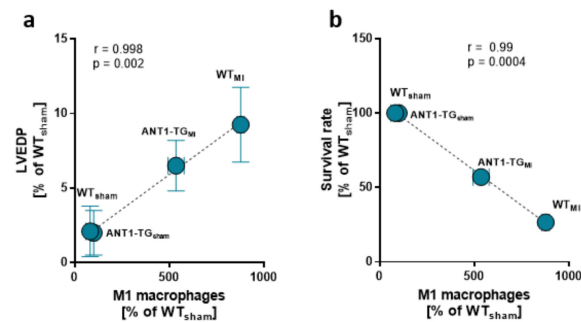 a
r = 0.998
p = 0.002
LVEDP
[% of WTsham]
15
10
5
0
WTMI
ANT1-TGMI
WTsham
ANT1-TGsham
0
500
1000
M1 macrophages
[% of WTsham]
b
r = 0.99
p = 0.0004
Survival rate
[% of WTsham]
150
100
50
0
WTsham
ANT1-TGsham
ANT1-TGMI
WTMI
0
500
1000
M1 macrophages
[% of WTsham]